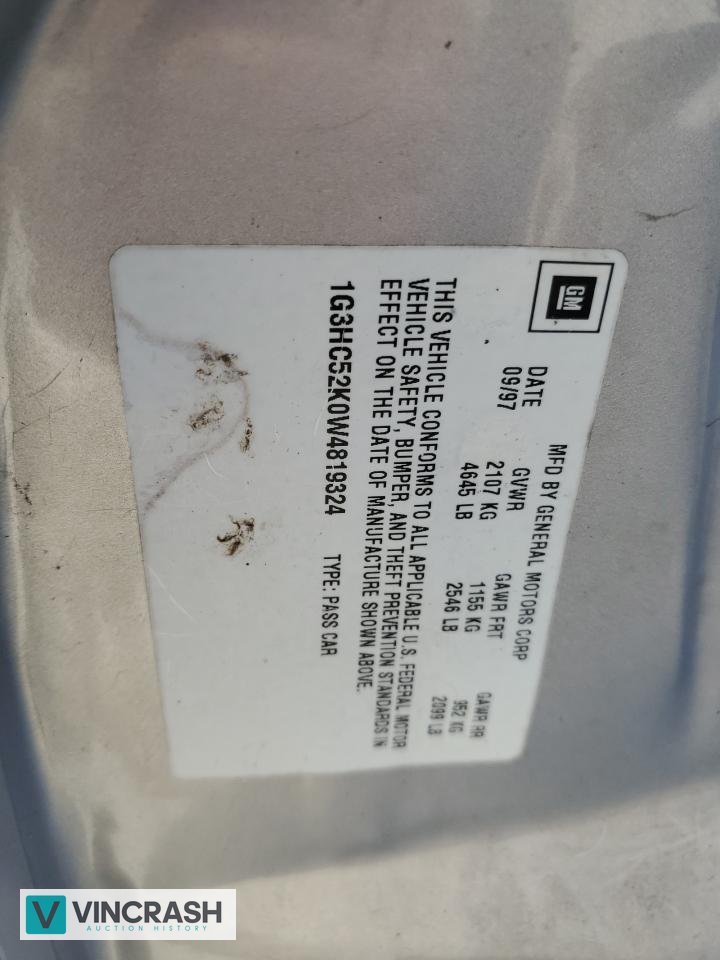 GM
MFD BY GENERAL MOTORS CORP
DATE GVWR GAWR FRT GAWR RR
09/97 2107 KG 1155 KG 952 KG
4645 LB 2546 LB 2099 LB
THIS VEHICLE CONFORMS TO ALL APPLICABLE U.S. FEDERAL MOTOR
VEHICLE SAFETY, BUMPER, AND THEFT PREVENTION STANDARDS IN
EFFECT ON THE DATE OF MANUFACTURE SHOWN ABOVE.
1G3HC52K0W4819324 TYPE: PASS CAR
V VINCRASH
AUCTION HISTORY